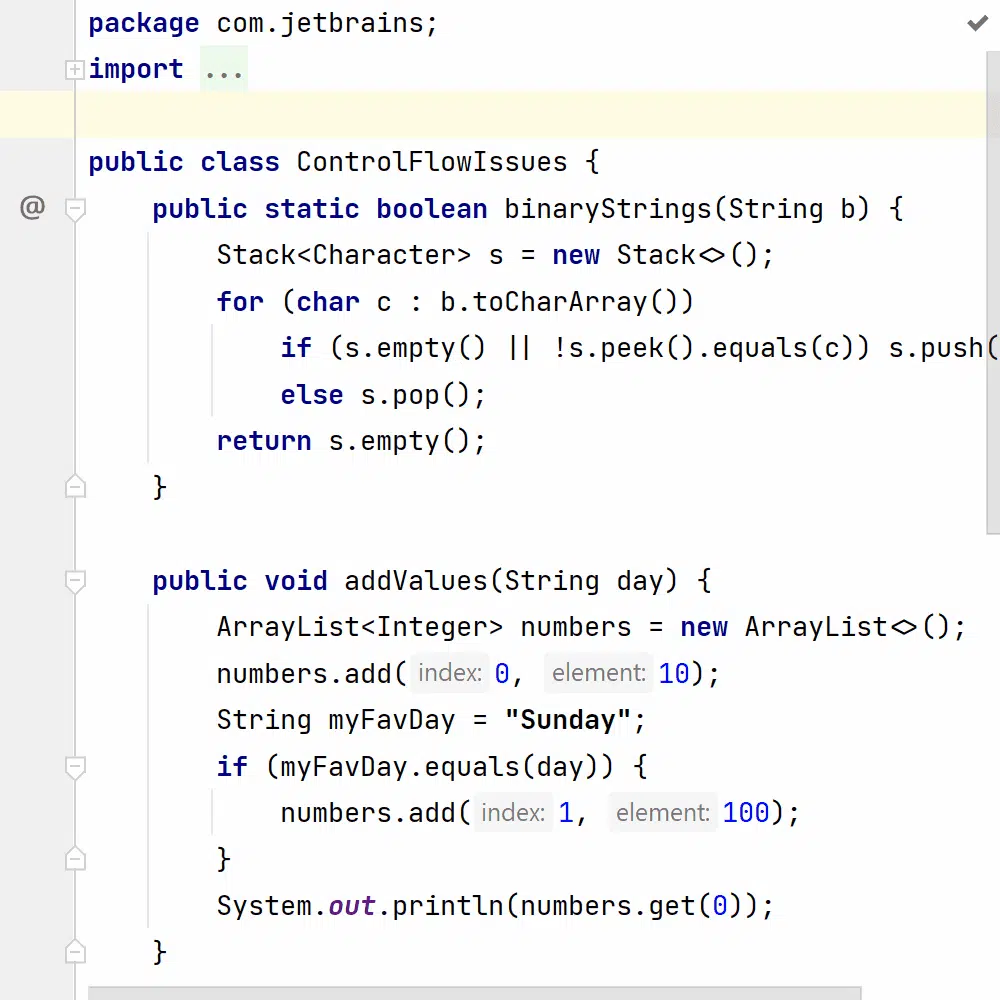 package com.jetbrains;
import ...
public class ControlFlowIssues {
@ public static boolean binaryStrings(String b) {
Stack<Character> s = new Stack<>();
for (char c : b.toCharArray())
if (s.empty() || !s.peek().equals(c)) s.push(
else s.pop();
return s.empty();
}
public void addValues(String day) {
ArrayList<Integer> numbers = new ArrayList<>();
numbers.add( index: 0, element: 10);
String myFavDay = "Sunday";
if (myFavDay.equals(day)) {
numbers.add( index: 1, element: 100);
}
System.out.println(numbers.get(0));
}